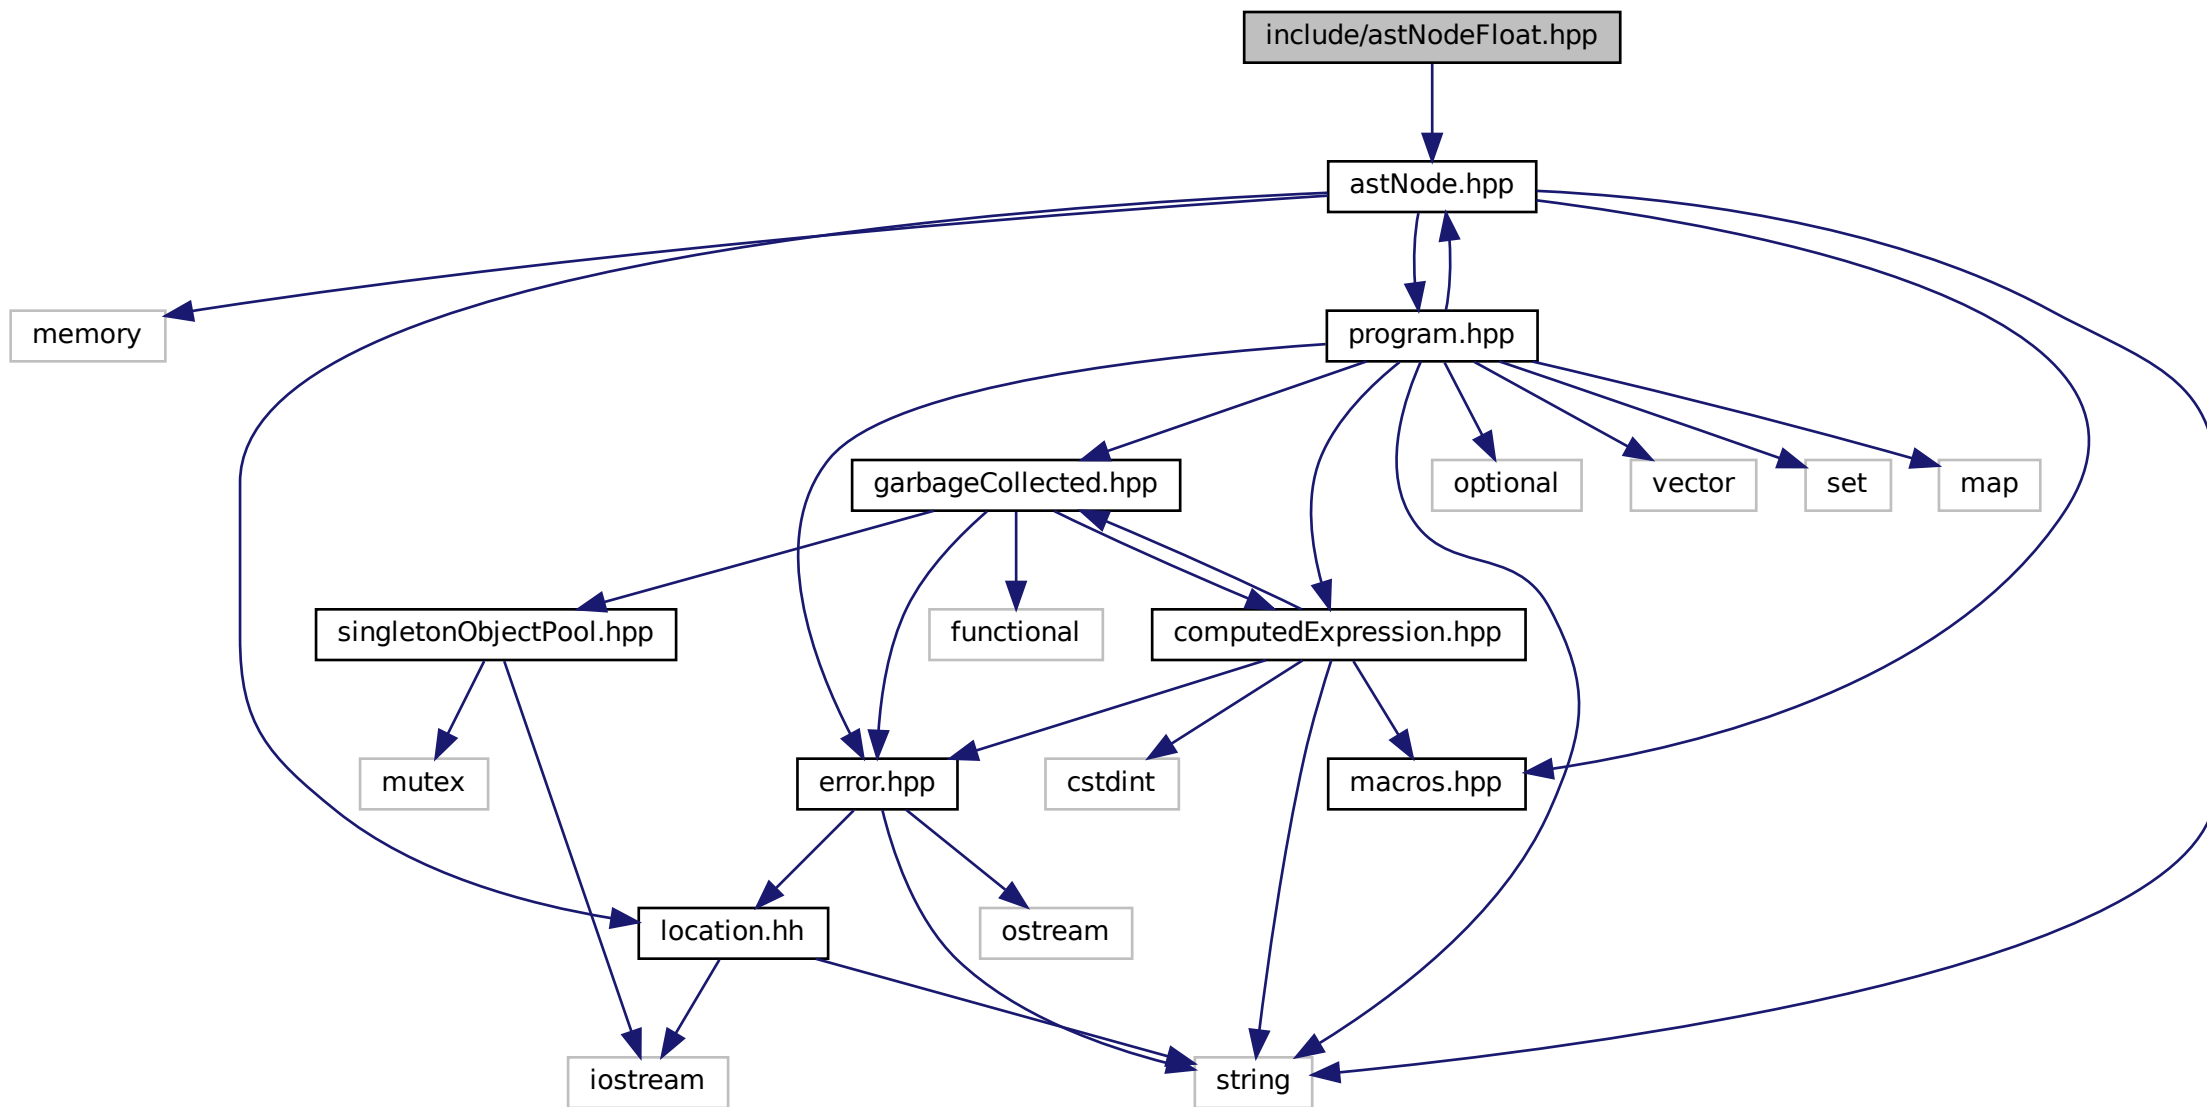 include/astNodeFloat.hpp
astNode.hpp
memory
program.hpp
garbageCollected.hpp
optional
vector
set
map
singletonObjectPool.hpp
functional
computedExpression.hpp
mutex
error.hpp
cstdint
macros.hpp
location.hh
ostream
iostream
string